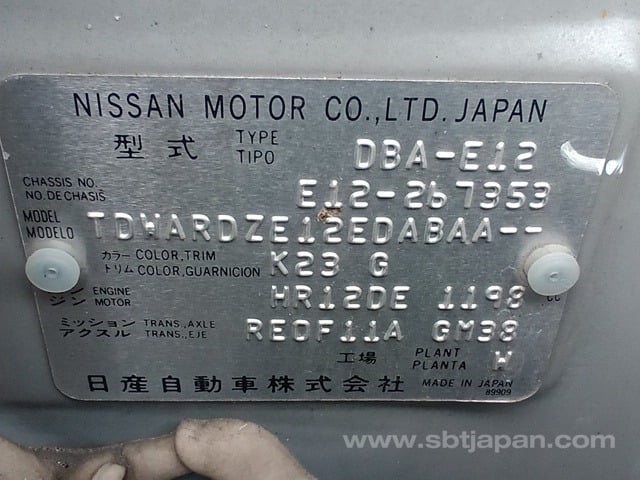 NISSAN MOTOR CO.,LTD. JAPAN
型式 TYPE TIPO DBA-E12
CHASSIS NO. NO.DE CHASIS E12-267353
MODEL MODELO TDWARDZE12EDABAA--
カラー COLOR,TRIM トリム COLOR,GUARNICION K23 G
ジン ENGINE MOTOR HR12DE 1198 cc
ミッション TRANS.,AXLE アクスル TRANS.,EJE RE0F11A GM38
工場 PLANT PLANTA W
日産自動車株式会社 MADE IN JAPAN
89909
www.sbtjapan.com